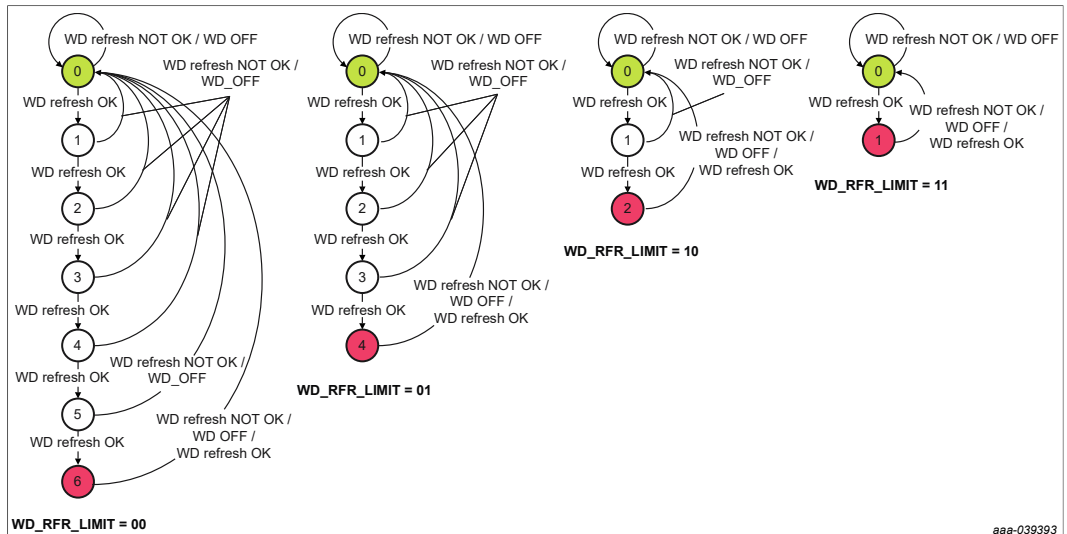 WD refresh NOT OK / WD OFF
0
WD refresh NOT OK /
WD_OFF
WD refresh OK
1
WD refresh OK
2
WD refresh OK
3
WD refresh OK
4
WD refresh NOT OK /
WD_OFF
WD refresh OK
5
WD refresh NOT OK /
WD OFF /
WD refresh OK
WD refresh OK
6
WD_RFR_LIMIT = 00
WD refresh NOT OK / WD OFF
0
WD refresh NOT OK /
WD_OFF
WD refresh OK
1
WD refresh OK
2
WD refresh OK
3
WD refresh NOT OK /
WD OFF /
WD refresh OK
WD refresh OK
4
WD_RFR_LIMIT = 01
WD refresh NOT OK / WD OFF
0
WD refresh NOT OK /
WD_OFF
WD refresh OK
1
WD refresh NOT OK /
WD OFF /
WD refresh OK
WD refresh OK
2
WD_RFR_LIMIT = 10
WD refresh NOT OK / WD OFF
0
WD refresh OK
WD refresh NOT OK /
WD OFF /
WD refresh OK
1
WD_RFR_LIMIT = 11
aaa-039393